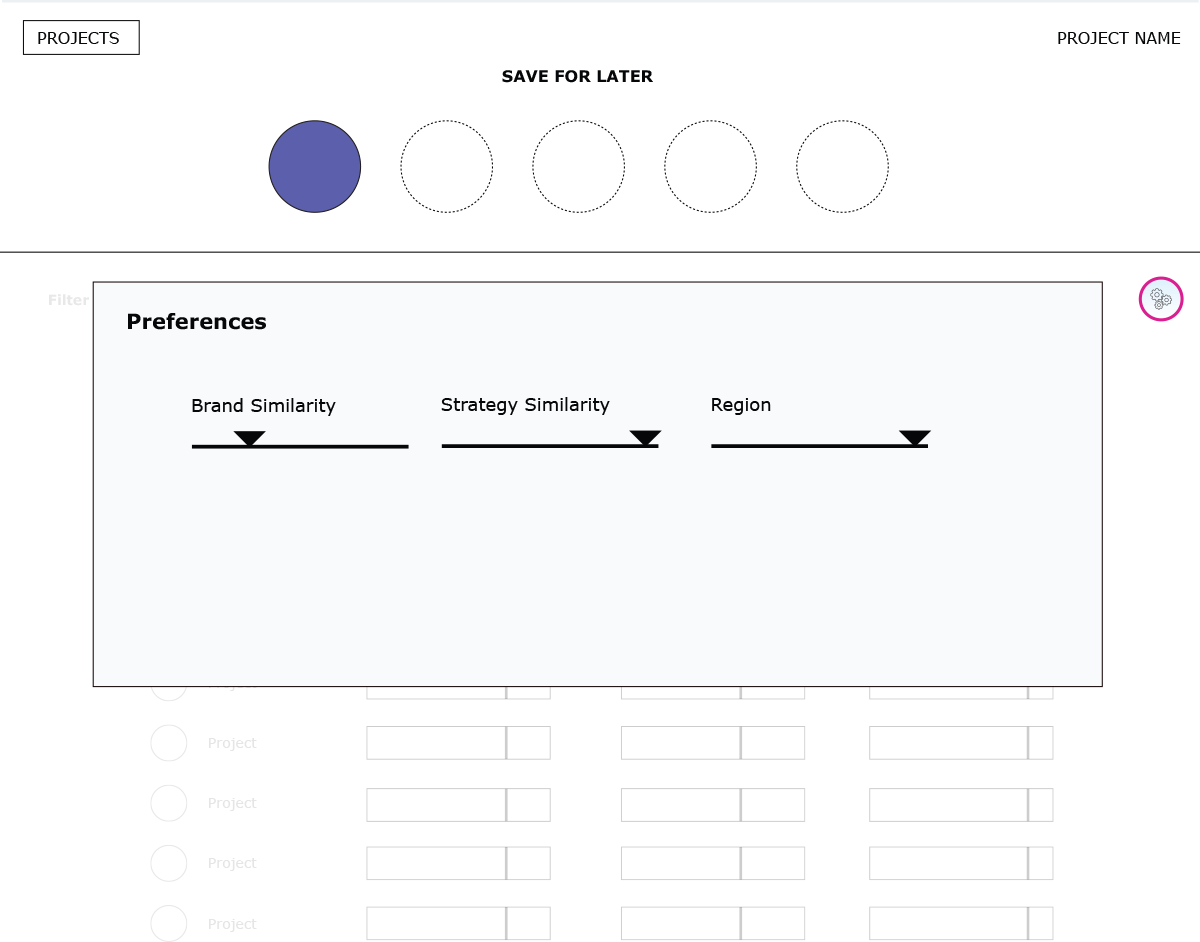 PROJECTS
PROJECT NAME
SAVE FOR LATER
Filter
Preferences
Brand Similarity
Strategy Similarity
Region
Project
Project
Project
Project